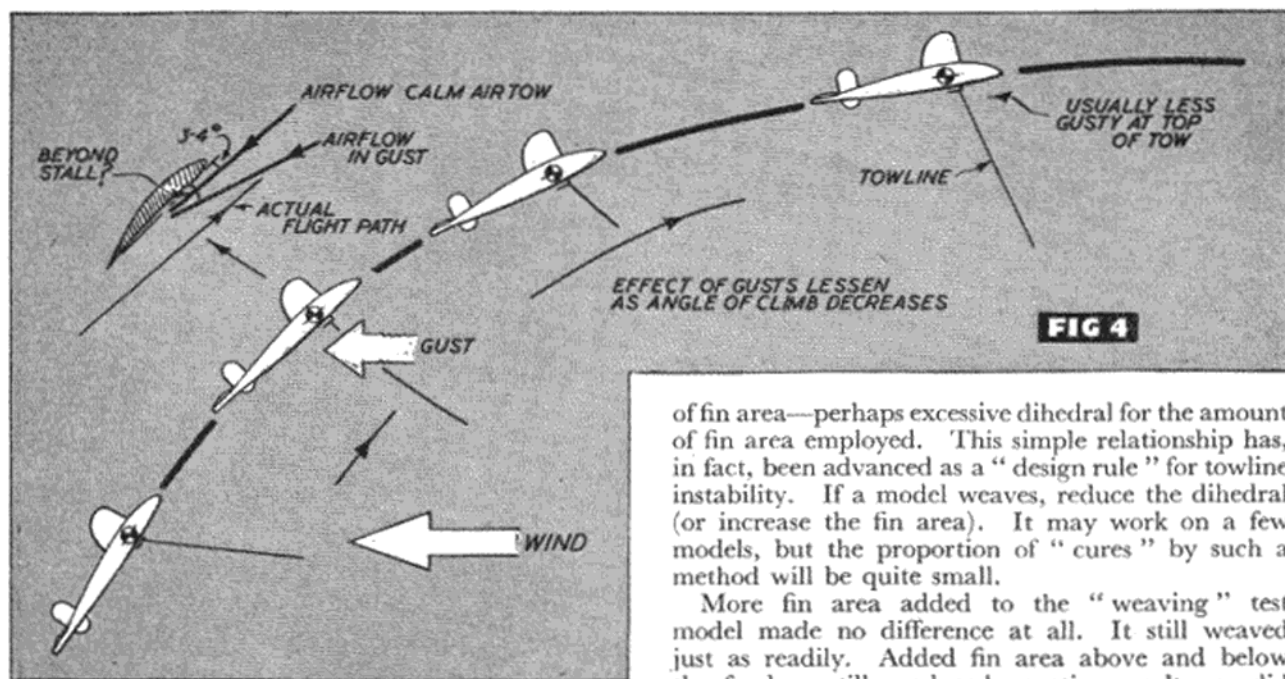 AIRFLOW CALM AIR TOW
3-4°
AIRFLOW
IN GUST
BEYOND
STALL?
ACTUAL
FLIGHT PATH
USUALLY LESS
GUSTY AT TOP
OF TOW
TOWLINE
EFFECT OF GUSTS LESSEN
AS ANGLE OF CLIMB DECREASES
FIG 4
GUST
WIND
of fin area—perhaps excessive dihedral for the amount
of fin area employed. This simple relationship has,
in fact, been advanced as a “ design rule ” for towline
instability. If a model weaves, reduce the dihedral
(or increase the fin area). It may work on a few
models, but the proportion of “ cures ” by such a
method will be quite small.
More fin area added to the “ weaving ” test
model made no difference at all. It still weaved
just as readily. Added fin area above and below